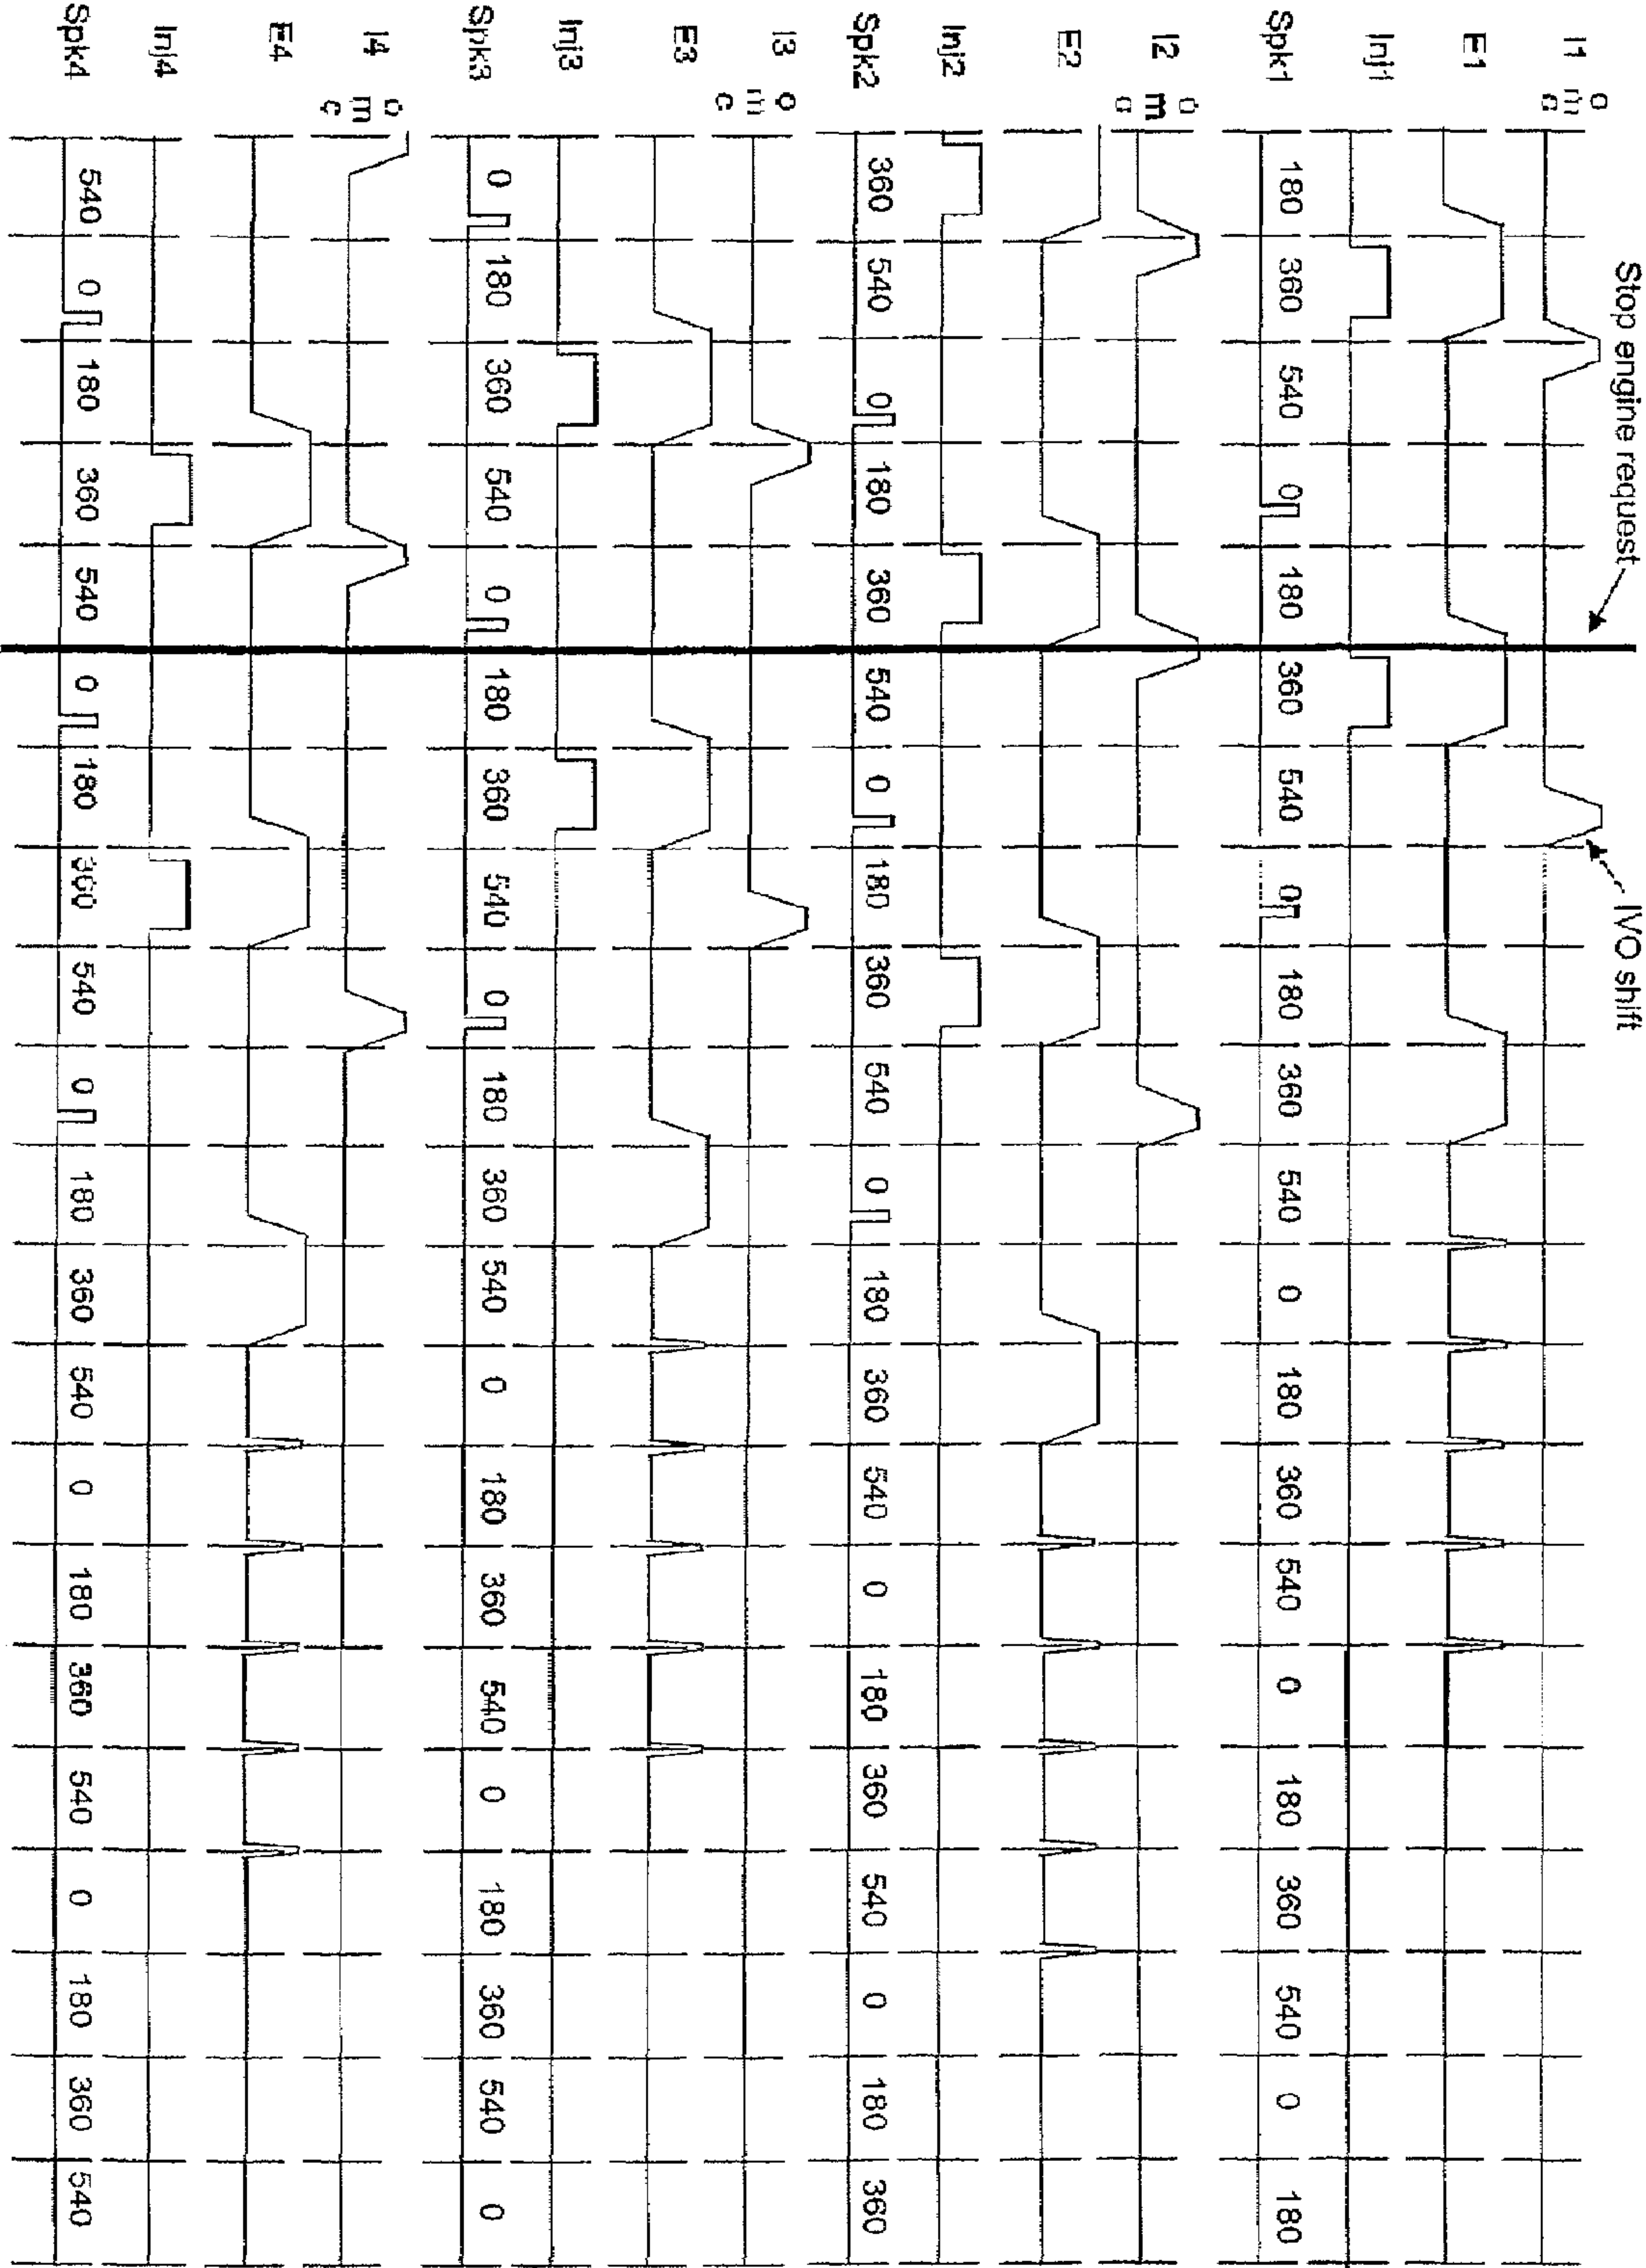 Stop engine request
IVO shift
I1
o
m
c
E1
Inj1
Spk1
180 360 540 0 180 360 540 0 180 360 540 0 180 360 540 0 180 360 540 0 180
I2
o
m
c
E2
Inj2
Spk2
360 540 0 180 360 540 0 180 360 540 0 180 360 540 0 180 360 540 0 180 360
I3
o
m
c
E3
Inj3
Spk3
0 180 360 540 0 180 360 540 0 180 360 540 0 180 360 540 0 180 360 540 0
I4
o
m
c
E4
Inj4
Spk4
540 0 180 360 540 0 180 360 540 0 180 360 540 0 180 360 540 0 180 360 540